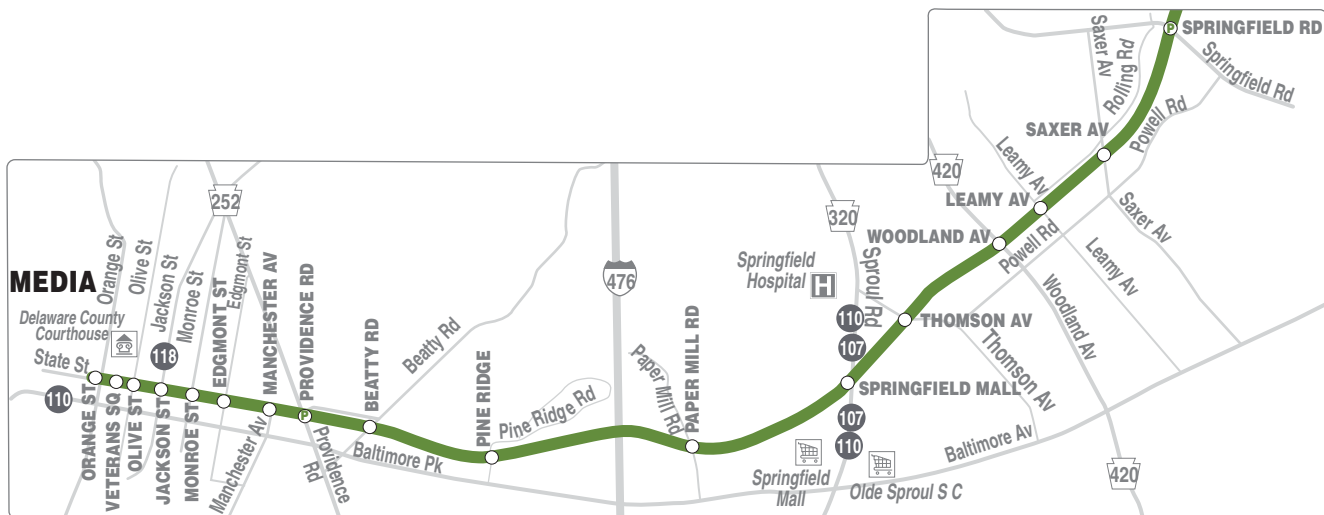 P
SPRINGFIELD RD
Saxer Av
Rolling Rd
Springfield Rd
Powell Rd
SAXER AV
420
Leamy Av
LEAMY AV
Saxer Av
252
320
WOODLAND AV
Powell Rd
Leamy Av
MEDIA
Orange St
Olive St
Jackson St
Monroe St
Edgmont St
476
Springfield
Hospital
H
Sproul Rd
Woodland Av
Delaware County
Courthouse
118
EDGMONT ST
MANCHESTER AV
PROVIDENCE RD
BEATTY RD
Beatty Rd
PINE RIDGE
Pine Ridge Rd
Paper Mill Rd
PAPER MILL RD
110
107
THOMSON AV
Thomson Av
State St
110
P
SPRINGFIELD MALL
ORANGE ST
VETERANS SQ
OLIVE ST
JACKSON ST
MONROE ST
Manchester Av
Providence
Rd
Baltimore Pk
107
110
Baltimore Av
Springfield
Mall
Olde Sproul S C
420